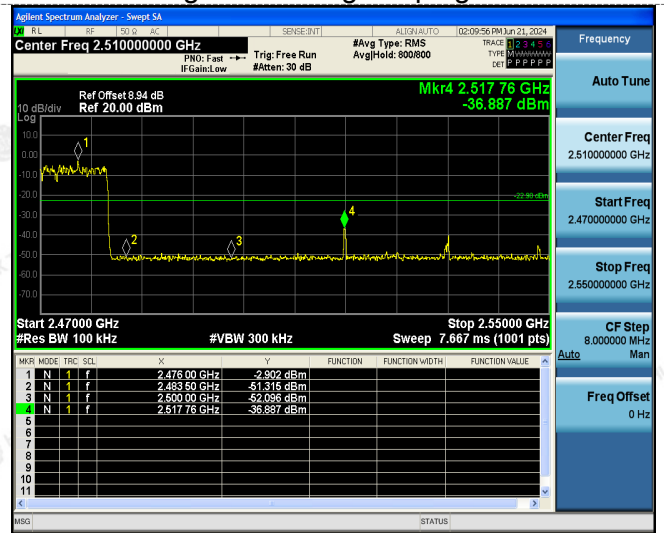 Agilent Spectrum Analyzer - Swept SA
LXI RL RF 50 Ω AC SENSE:INT ALIGNAUTO 02:09:56 PM Jun 21, 2024
Center Freq 2.510000000 GHz #Avg Type: RMS TRACE 1 2 3 4 5 6
PNO: Fast Trig: Free Run Avg|Hold: 800/800 TYPE M WWWWW
IFGain:Low #Atten: 30 dB DET P P P P P P
Ref Offset 8.94 dB Mkr4 2.517 76 GHz
10 dB/div Ref 20.00 dBm -36.887 dBm
Log
10.0
0.00
-10.0
-20.0
-30.0
-40.0
-50.0
-60.0
-70.0
1
2
3
4
-22.90 dBm
Start 2.47000 GHz Stop 2.55000 GHz
#Res BW 100 kHz #VBW 300 kHz Sweep 7.667 ms (1001 pts)
MKR MODE TRC SCL X Y FUNCTION FUNCTION WIDTH FUNCTION VALUE
1 N 1 f 2.476 00 GHz -2.902 dBm
2 N 1 f 2.483 50 GHz -51.315 dBm
3 N 1 f 2.500 00 GHz -52.096 dBm
4 N 1 f 2.517 76 GHz -36.887 dBm
5
6
7
8
9
10
11
MSG STATUS
Frequency
Auto Tune
Center Freq
2.510000000 GHz
Start Freq
2.470000000 GHz
Stop Freq
2.550000000 GHz
CF Step
8.000000 MHz
Auto Man
Freq Offset
0 Hz